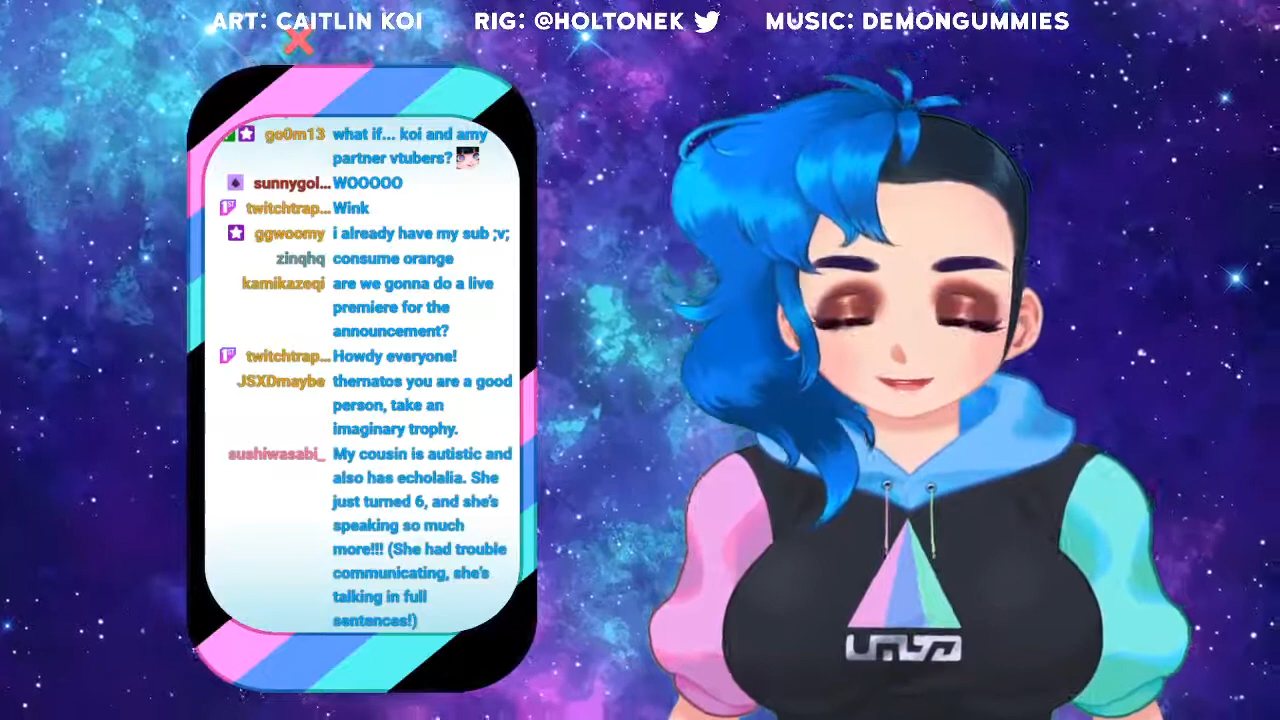 ART: CAITLIN KOI RIG: @HOLTONEK MUSIC: DEMONGUMMIES
go0m13 what if... koi and amy
partner vtubers?
sunnygol... WOOOOO
twitchtrap... Wink
ggwoomy i already have my sub ;v;
zinqhq consume orange
kamikazeqi are we gonna do a live
premiere for the
announcement?
twitchtrap... Howdy everyone!
JSXDmaybe thernatos you are a good
person, take an
imaginary trophy.
sushiwasabi_ My cousin is autistic and
also has echolalia. She
just turned 6, and she's
speaking so much
more!!! (She had trouble
communicating, she's
talking in full
sentences!)